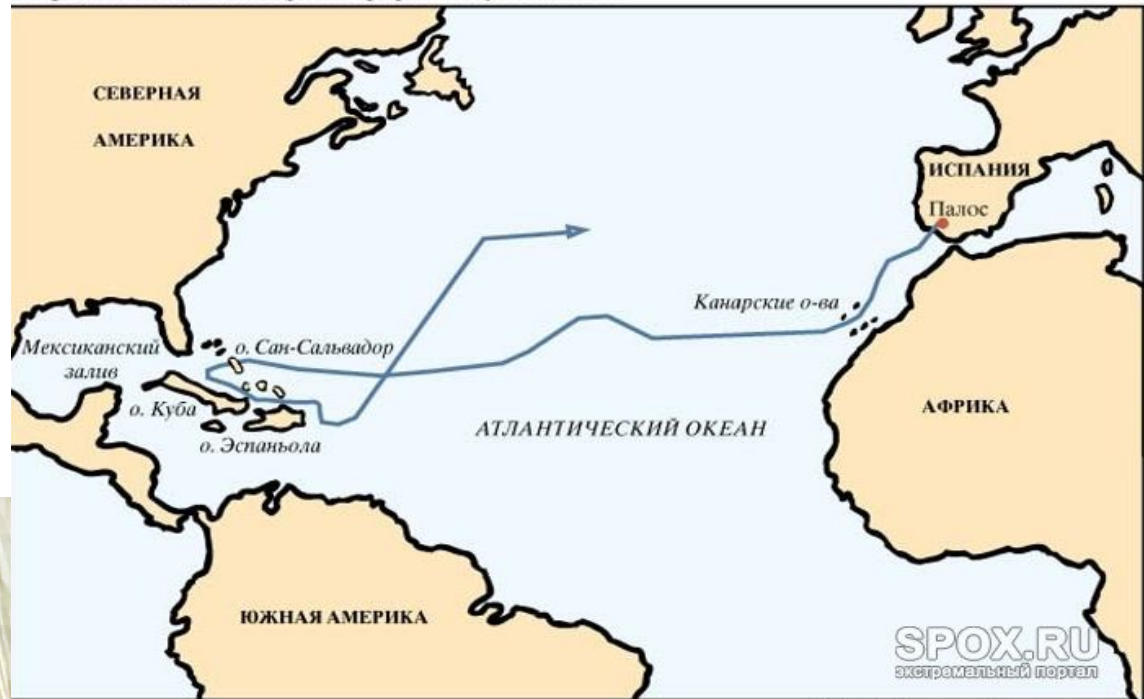 СЕВЕРНАЯ
АМЕРИКА
ИСПАНИЯ
Палос
Канарские о-ва
Мексиканский
залив
о. Сан-Сальвадор
о. Куба
о. Эспаньола
АТЛАНТИЧЕСКИЙ ОКЕАН
АФРИКА
ЮЖНАЯ АМЕРИКА
SPOX.RU
экстремальный портал